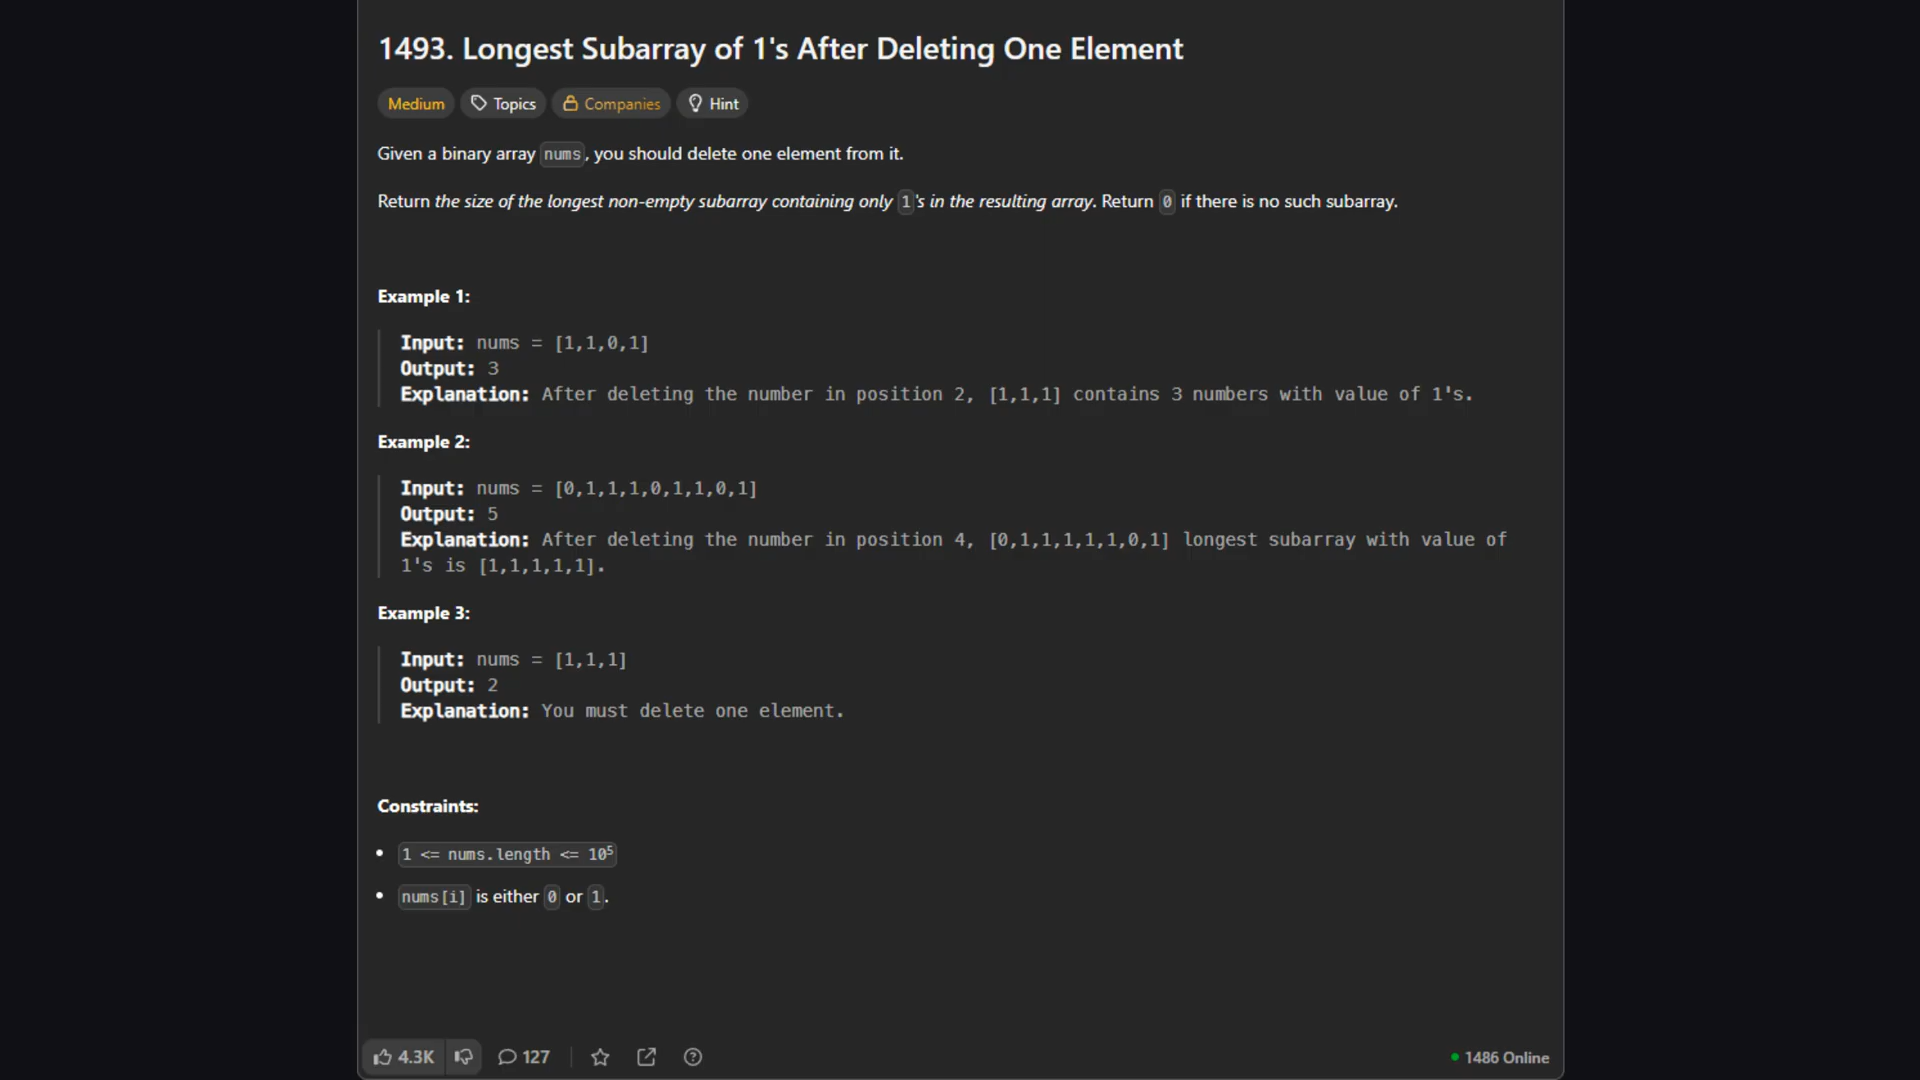 1493. Longest Subarray of 1's After Deleting One Element
Medium Topics Companies Hint
Given a binary array nums, you should delete one element from it.
Return the size of the longest non-empty subarray containing only 1's in the resulting array. Return 0 if there is no such subarray.
Example 1:
Input: nums = [1,1,0,1]
Output: 3
Explanation: After deleting the number in position 2, [1,1,1] contains 3 numbers with value of 1's.
Example 2:
Input: nums = [0,1,1,1,0,1,1,0,1]
Output: 5
Explanation: After deleting the number in position 4, [0,1,1,1,1,1,0,1] longest subarray with value of
1's is [1,1,1,1,1].
Example 3:
Input: nums = [1,1,1]
Output: 2
Explanation: You must delete one element.
Constraints:
• 1 <= nums.length <= 10⁵
• nums[i] is either 0 or 1.
4.3K 127 1486 Online